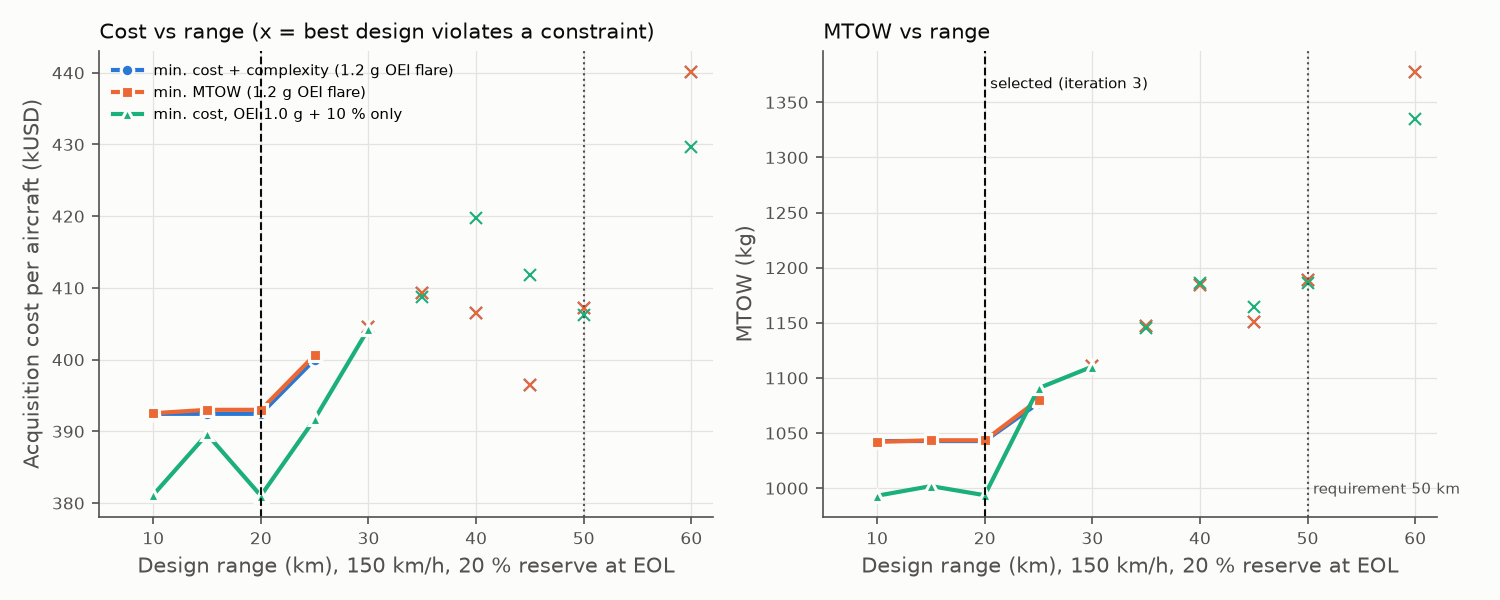 Cost vs range (x = best design violates a constraint)
440
430
420
410
400
390
380
Acquisition cost per aircraft (kUSD)
min. cost + complexity (1.2 g OEI flare)
min. MTOW (1.2 g OEI flare)
min. cost, OEI 1.0 g + 10 % only
10 20 30 40 50 60
Design range (km), 150 km/h, 20 % reserve at EOL
MTOW vs range
1350
1300
1250
1200
1150
1100
1050
1000
MTOW (kg)
selected (iteration 3)
requirement 50 km
10 20 30 40 50 60
Design range (km), 150 km/h, 20 % reserve at EOL